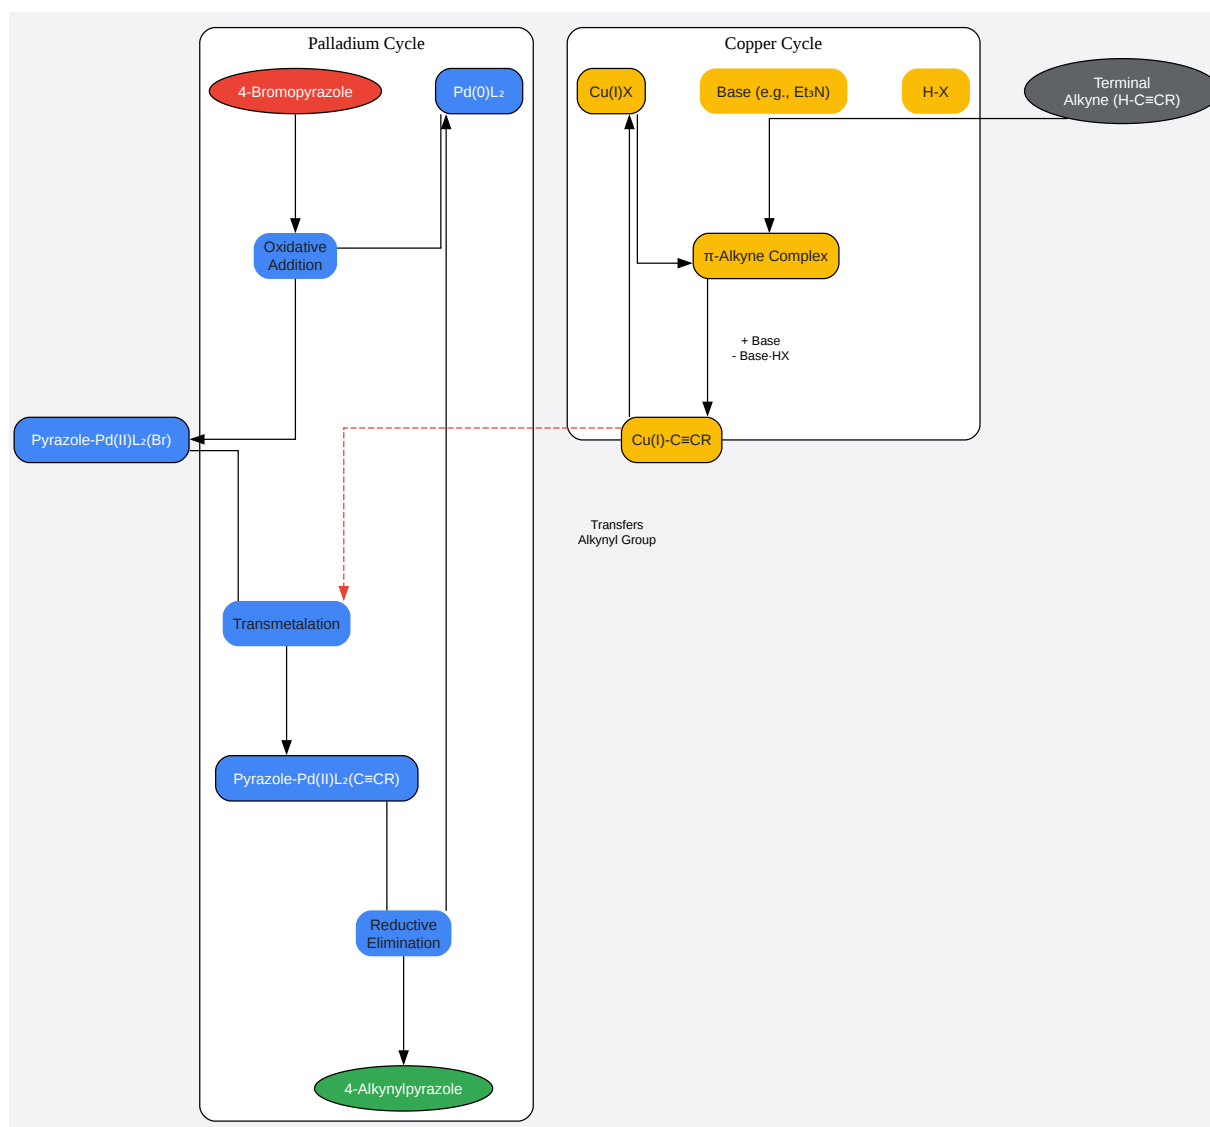 Palladium Cycle
Copper Cycle
4-Bromopyrazole
Pd(0)L₂
Cu(I)X
Base (e.g., Et₃N)
H-X
Terminal
Alkyne (H-C≡CR)
Oxidative
Addition
π-Alkyne Complex
+ Base
- Base·HX
Pyrazole-Pd(II)L₂(Br)
Cu(I)-C≡CR
Transfers
Alkynyl Group
Transmetalation
Pyrazole-Pd(II)L₂(C≡CR)
Reductive
Elimination
4-Alkynylpyrazole